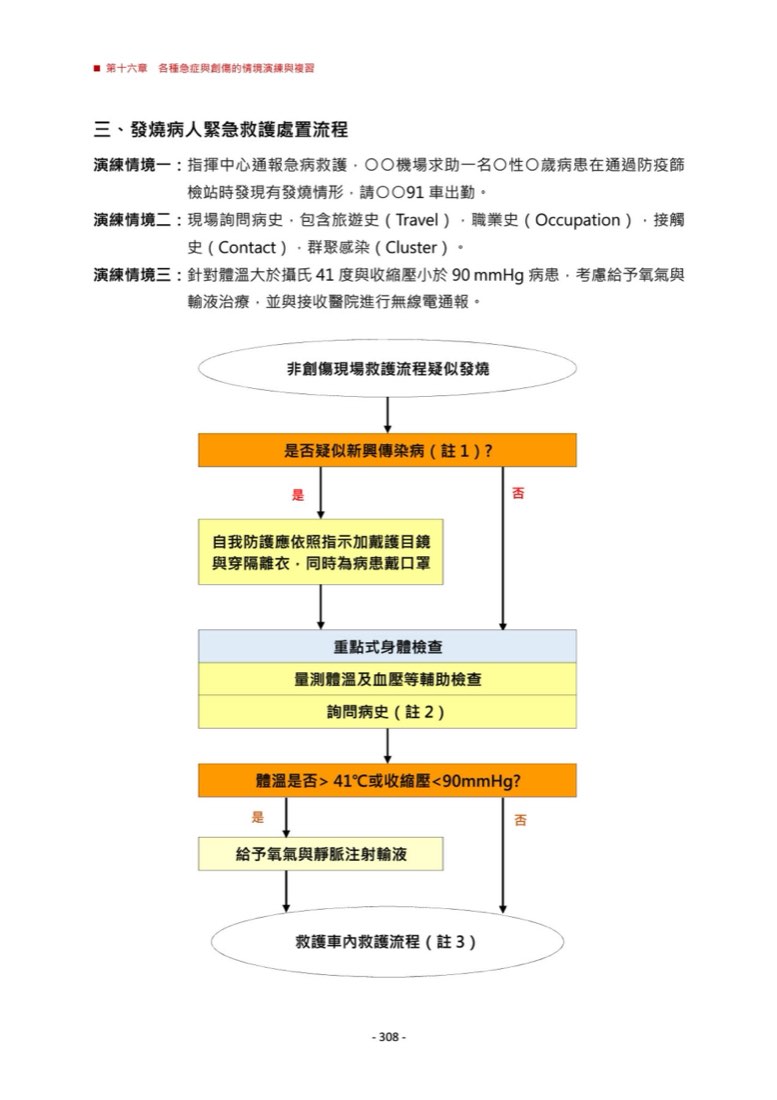 ■ 第十六章 各種急症與創傷的情境演練與複習
三、發燒病人緊急救護處置流程
演練情境一：指揮中心通報急病救護，○○機場求助一名○性○歲病患在通過防疫篩
檢站時發現有發燒情形，請○○91 車出勤。
演練情境二：現場詢問病史，包含旅遊史（Travel），職業史（Occupation），接觸
史（Contact），群聚感染（Cluster）。
演練情境三：針對體溫大於攝氏 41 度與收縮壓小於 90 mmHg 病患，考慮給予氧氣與
輸液治療，並與接收醫院進行無線電通報。
非創傷現場救護流程疑似發燒
是否疑似新興傳染病（註 1）?
是
否
自我防護應依照指示加戴護目鏡
與穿隔離衣，同時為病患戴口罩
重點式身體檢查
量測體溫及血壓等輔助檢查
詢問病史（註 2）
體溫是否> 41℃或收縮壓<90mmHg?
是
否
給予氧氣與靜脈注射輸液
救護車內救護流程（註 3）
- 308 -